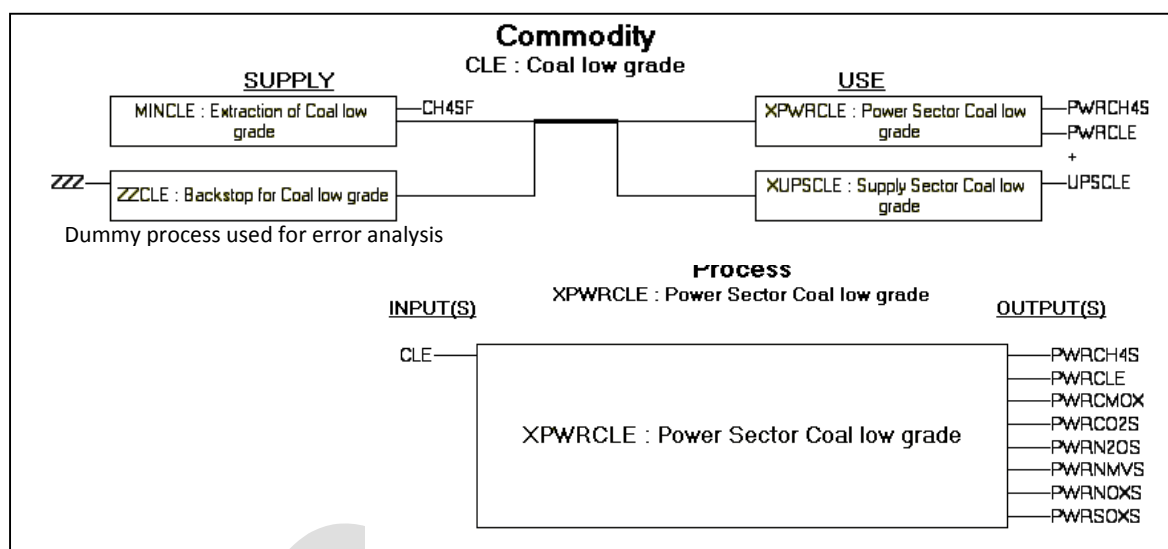 Commodity
CLE : Coal low grade
SUPPLY
USE
MINCLE : Extraction of Coal low
grade
CH4SF
XPWRCLE : Power Sector Coal low
grade
PWRCH4S
PWRCLE
+
ZZZ
ZZCLE : Backstop for Coal low grade
XUPSCLE : Supply Sector Coal low
grade
UPSCLE
Dummy process used for error analysis
Process
XPWRCLE : Power Sector Coal low grade
INPUT(S)
OUTPUT(S)
CLE
XPWRCLE : Power Sector Coal low grade
PWRCH4S
PWRCLE
PWRCMOX
PWRCO2S
PWRN2OS
PWRNMVS
PWRNOXS
PWRSOXS